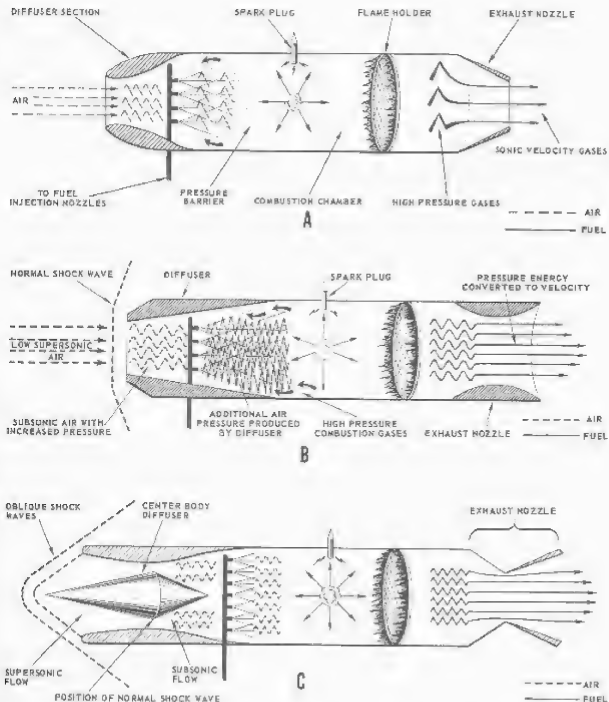 DIFFUSER SECTION
SPARK PLUG
FLAME HOLDER
EXHAUST NOZZLE
AIR
SONIC VELOCITY GASES
TO FUEL
INJECTION NOZZLES
PRESSURE
BARRIER
COMBUSTION CHAMBER
HIGH PRESSURE GASES
A
AIR
FUEL
NORMAL SHOCK WAVE
DIFFUSER
SPARK PLUG
PRESSURE ENERGY
CONVERTED TO VELOCITY
LOW SUPERSONIC
AIR
SUBSONIC AIR WITH
INCREASED PRESSURE
ADDITIONAL AIR
PRESSURE PRODUCED
BY DIFFUSER
HIGH PRESSURE
COMBUSTION GASES
EXHAUST NOZZLE
B
AIR
FUEL
OBLIQUE SHOCK
WAVES
CENTER BODY
DIFFUSER
EXHAUST NOZZLE
SUPERSONIC
FLOW
SUBSONIC
FLOW
POSITION OF NORMAL SHOCK WAVE
C
AIR
FUEL